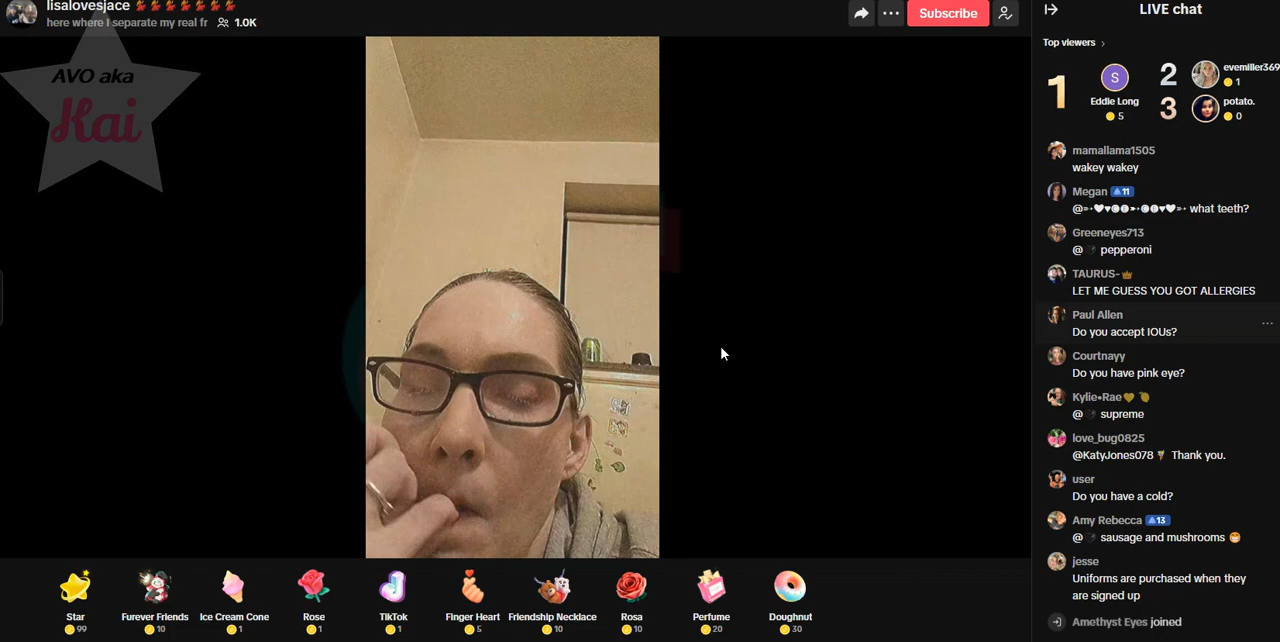 lisalovesjace
here where I separate my real fr 1.0K
Subscribe
LIVE chat
AVO aka
Kai
Top viewers
1
S
Eddie Long
5
2
evemiller369
1
3
potato.
0
mamallama1505
wakey wakey
Megan 11
@➳♥♥ what teeth?
Greeneyes713
@ pepperoni
TAURUS-
LET ME GUESS YOU GOT ALLERGIES
Paul Allen
Do you accept IOUs?
Courtnayy
Do you have pink eye?
Kylie•Rae
@ supreme
love_bug0825
@KatyJones078 Thank you.
user
Do you have a cold?
Amy Rebecca 13
@ sausage and mushrooms
jesse
Uniforms are purchased when they
are signed up
Amethyst Eyes joined
Star Furever Friends Ice Cream Cone Rose TikTok Finger Heart Friendship Necklace Rosa Perfume Doughnut
99 10 1 1 1 5 10 10 20 30